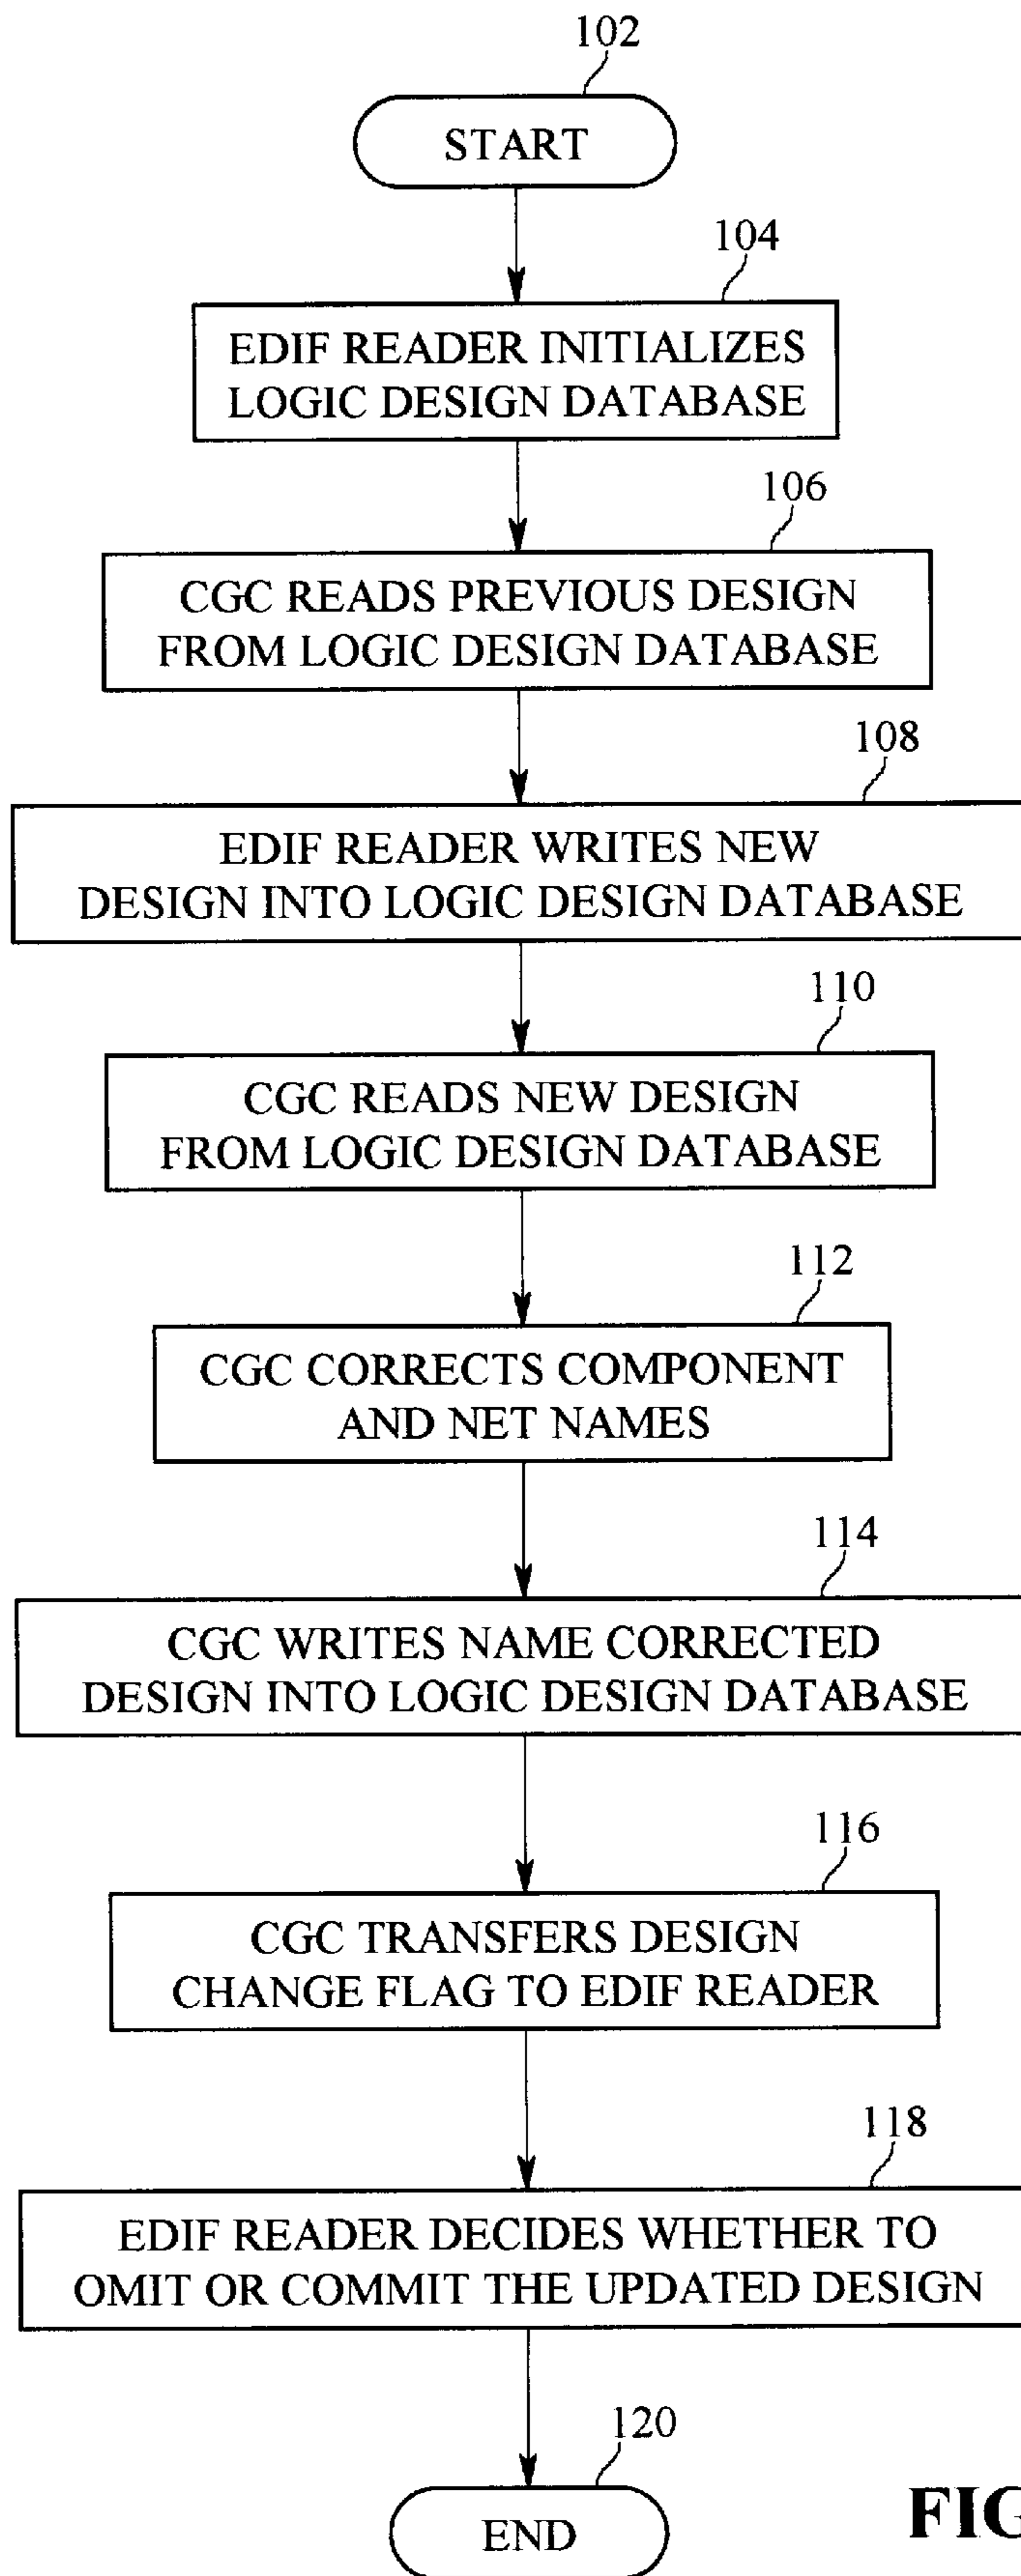 102
START
104
EDIF READER INITIALIZES
LOGIC DESIGN DATABASE
106
CGC READS PREVIOUS DESIGN
FROM LOGIC DESIGN DATABASE
108
EDIF READER WRITES NEW
DESIGN INTO LOGIC DESIGN DATABASE
110
CGC READS NEW DESIGN
FROM LOGIC DESIGN DATABASE
112
CGC CORRECTS COMPONENT
AND NET NAMES
114
CGC WRITES NAME CORRECTED
DESIGN INTO LOGIC DESIGN DATABASE
116
CGC TRANSFERS DESIGN
CHANGE FLAG TO EDIF READER
118
EDIF READER DECIDES WHETHER TO
OMIT OR COMMIT THE UPDATED DESIGN
120
END
FIG